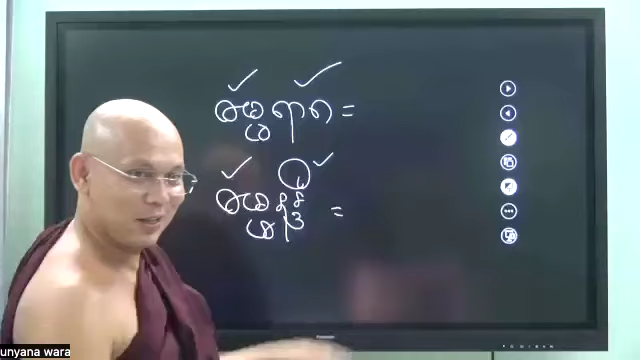 ဓမ္မရာဂ =
ဓမ္မနန္ဒိ =
unyana wara